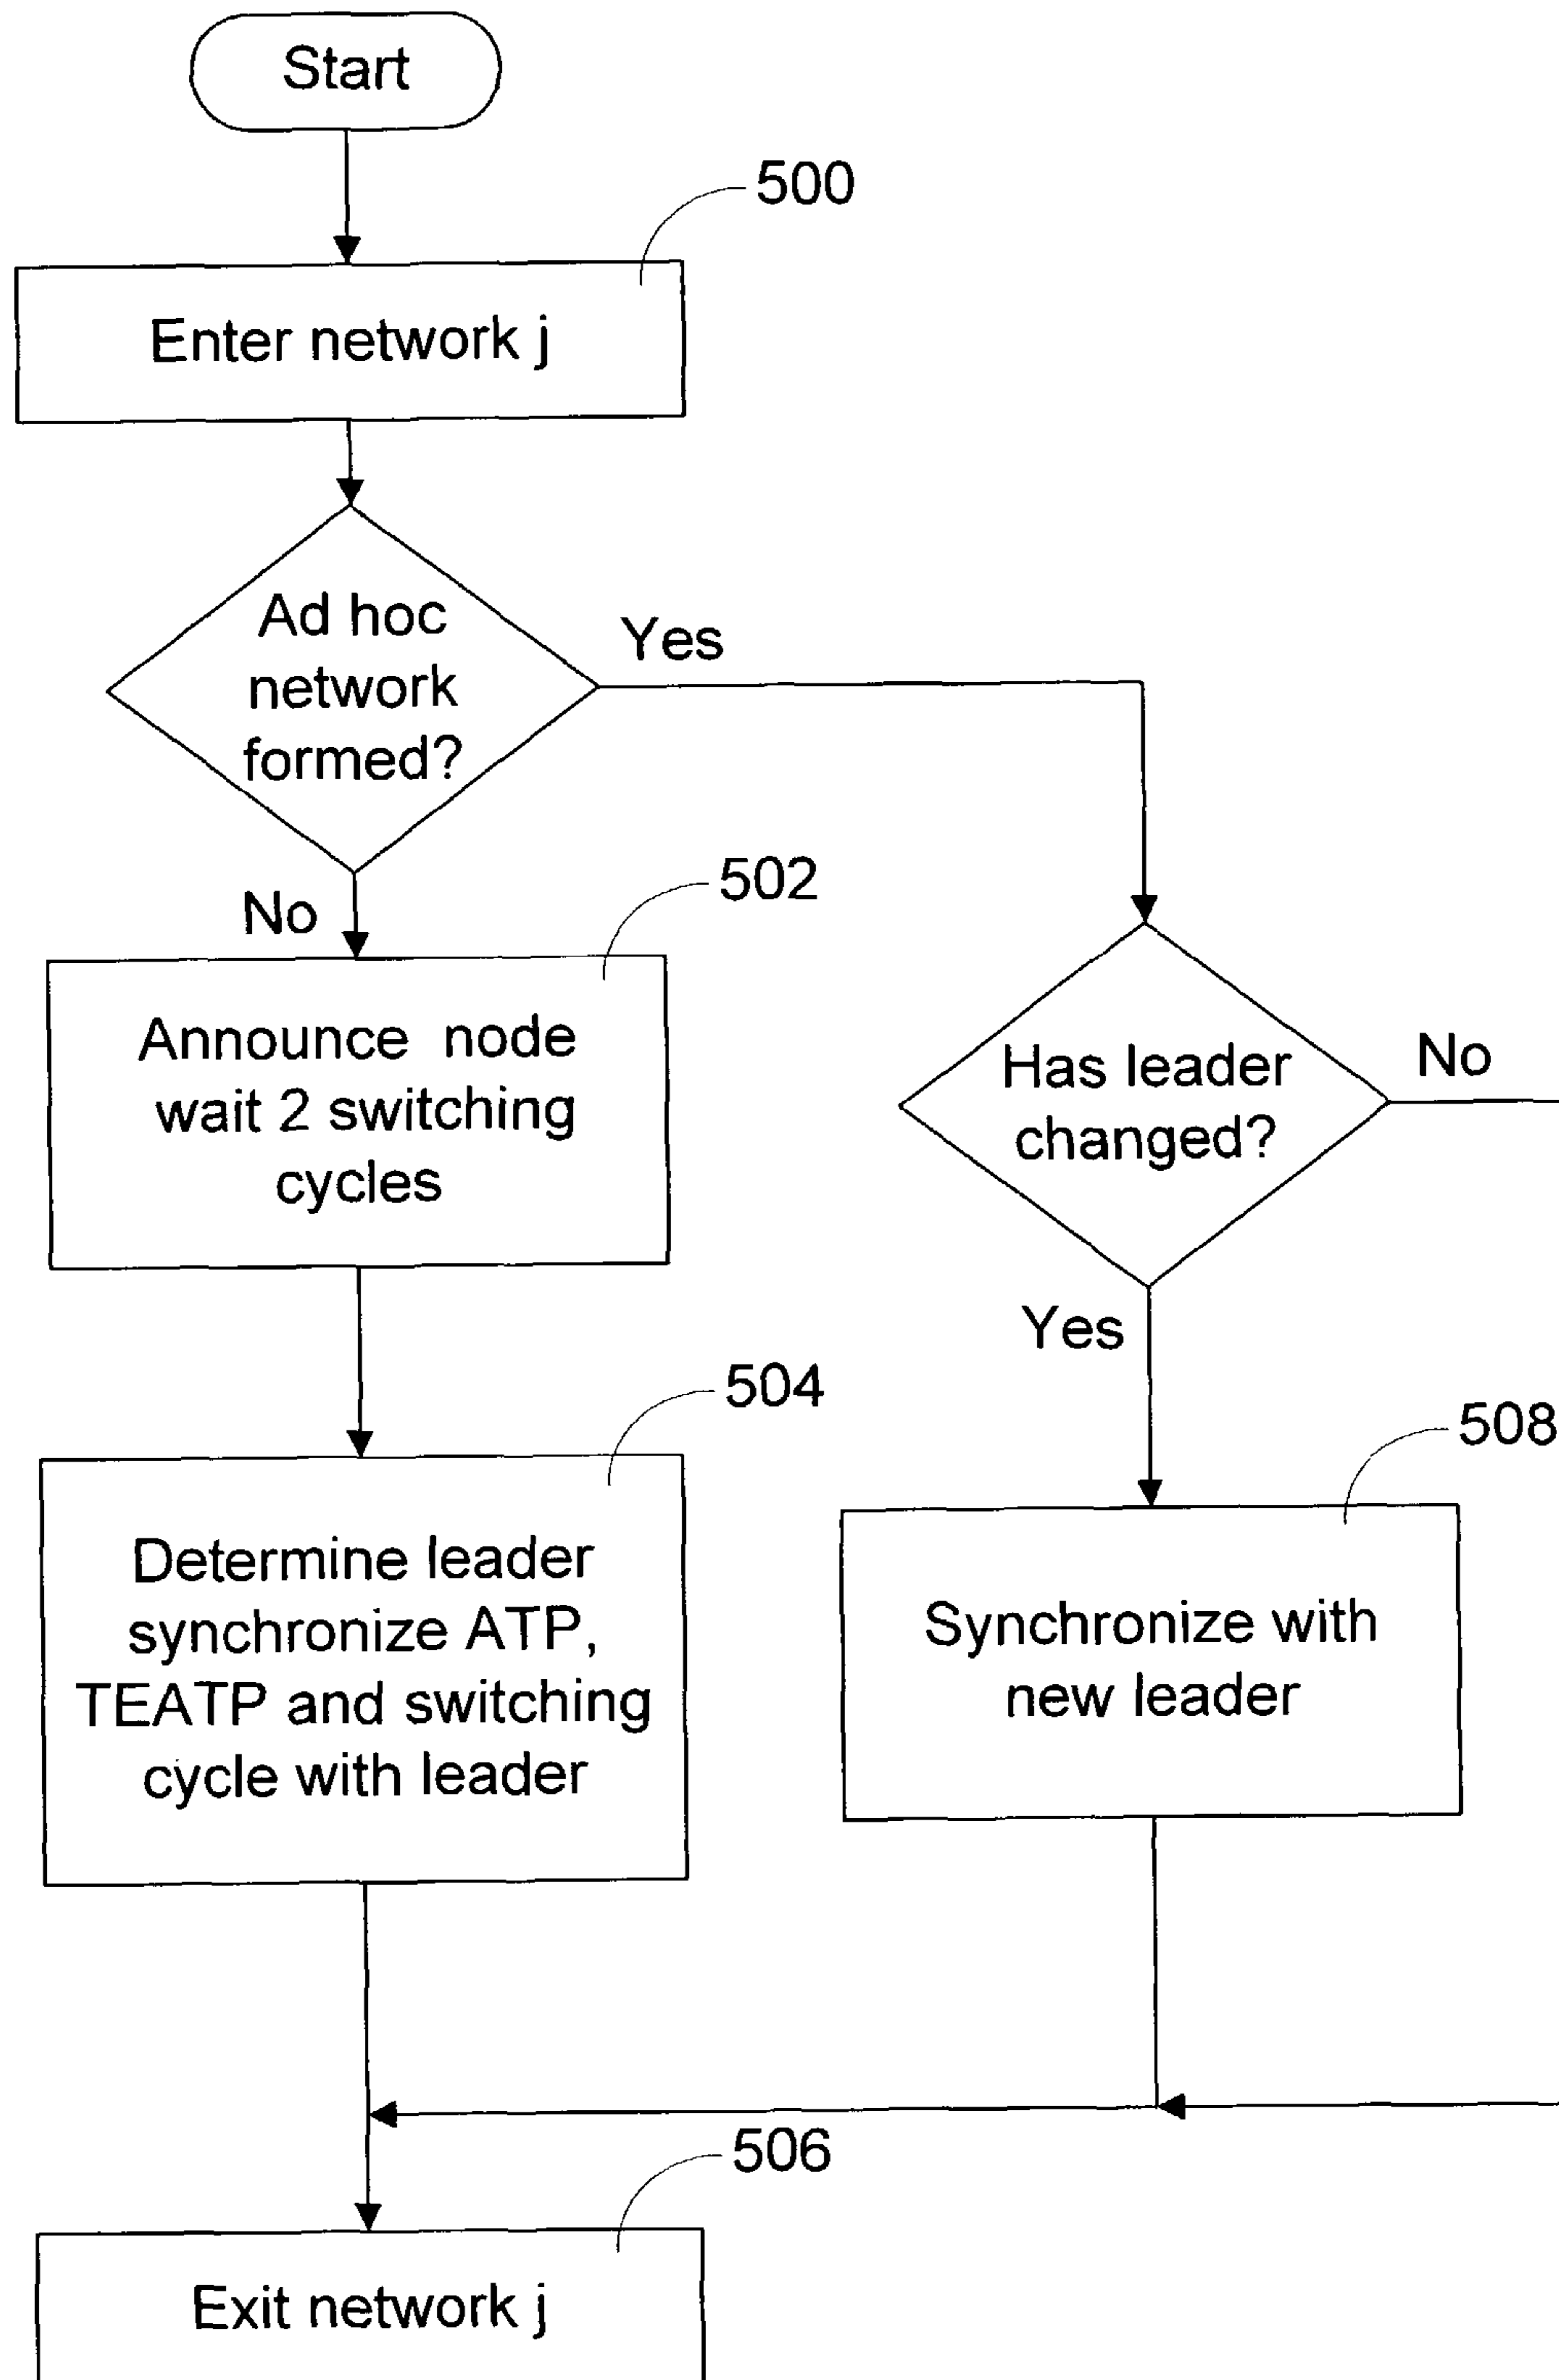 Start
500
Enter network j
Ad hoc
network
formed?
Yes
No
502
Announce node
wait 2 switching
cycles
Has leader
changed?
No
Yes
504
Determine leader
synchronize ATP,
TEATP and switching
cycle with leader
508
Synchronize with
new leader
506
Exit network j